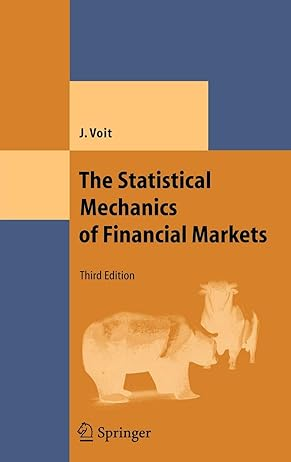 J. Voit
The Statistical
Mechanics
of Financial Markets
Third Edition
Springer